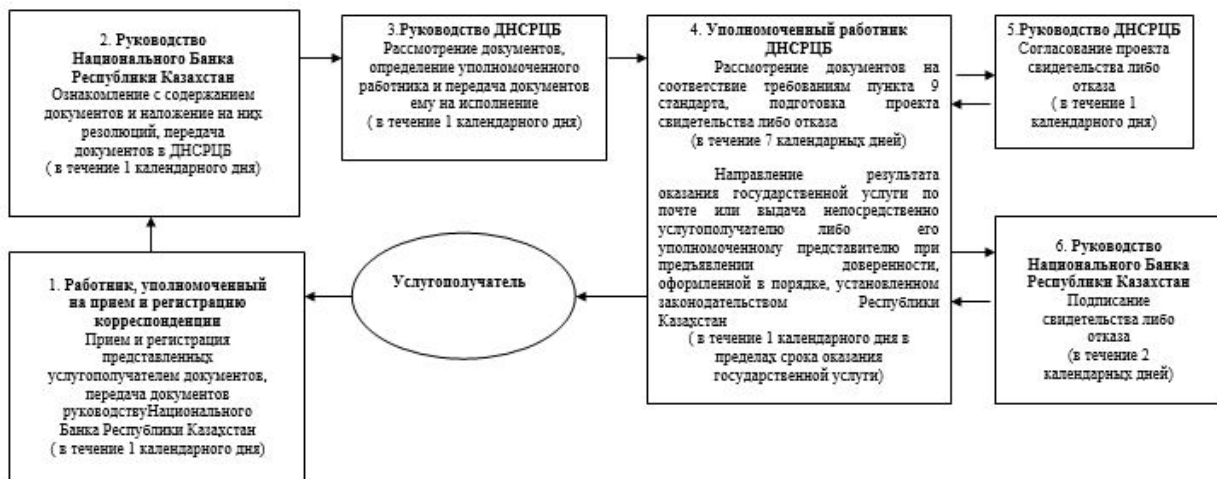 2. Руководство
Национального Банка
Республики Казахстан
Ознакомление с содержанием
документов и наложение на них
резолюций, передача
документов в ДНСРЦБ
( в течение 1 календарного дня)
3.Руководство ДНСРЦБ
Рассмотрение документов,
определение уполномоченного
работника и передача документов
ему на исполнение
( в течение 1 календарного дня)
4. Уполномоченный работник
ДНСРЦБ
Рассмотрение документов на
соответствие требованиям пункта 9
стандарта, подготовка проекта
свидетельства либо отказа
(в течение 7 календарных дней)
Направление результата
оказания государственной услуги по
почте или выдача непосредственно
услугополучателю либо его
уполномоченному представителю при
предъявлении доверенности,
оформленной в порядке, установленном
законодательством Республики
Казахстан
( в течение 1 календарного дня в
пределах срока оказания
государственной услуги)
5.Руководство ДНСРЦБ
Согласование проекта
свидетельства либо
отказа
( в течение 1
календарного дня)
6. Руководство
Национального Банка
Республики Казахстан
Подписание
свидетельства либо
отказа
(в течение 2
календарных дней)
Услугополучатель
1. Работник, уполномоченный
на прием и регистрацию
корреспонденции
Прием и регистрация
представленных
услугополучателем документов,
передача документов
руководствуНационального
Банка Республики Казахстан
( в течение 1 календарного дня)